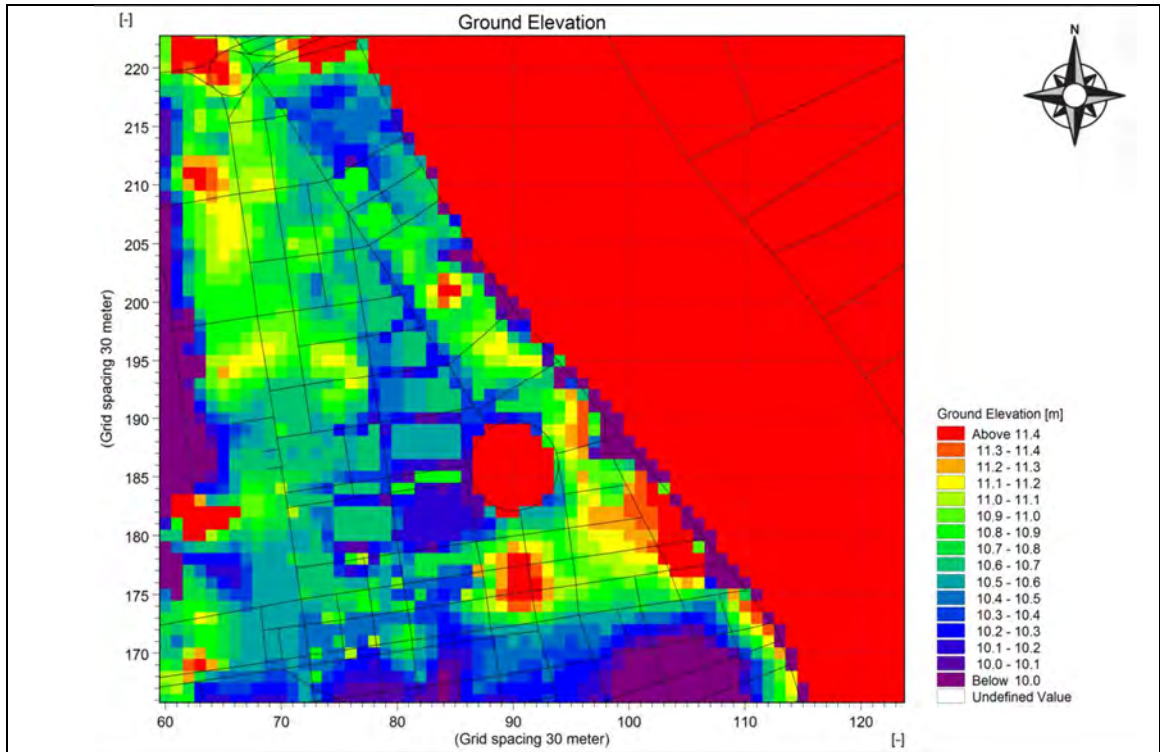 [-]
Ground Elevation
N
220
215
210
205
200
195
190
185
180
175
170
(Grid spacing 30 meter)
60 70 80 90 100 110 120
(Grid spacing 30 meter)
[-]
Ground Elevation [m]
Above 11.4
11.3 - 11.4
11.2 - 11.3
11.1 - 11.2
11.0 - 11.1
10.9 - 11.0
10.8 - 10.9
10.7 - 10.8
10.6 - 10.7
10.5 - 10.6
10.4 - 10.5
10.3 - 10.4
10.2 - 10.3
10.1 - 10.2
10.0 - 10.1
Below 10.0
Undefined Value